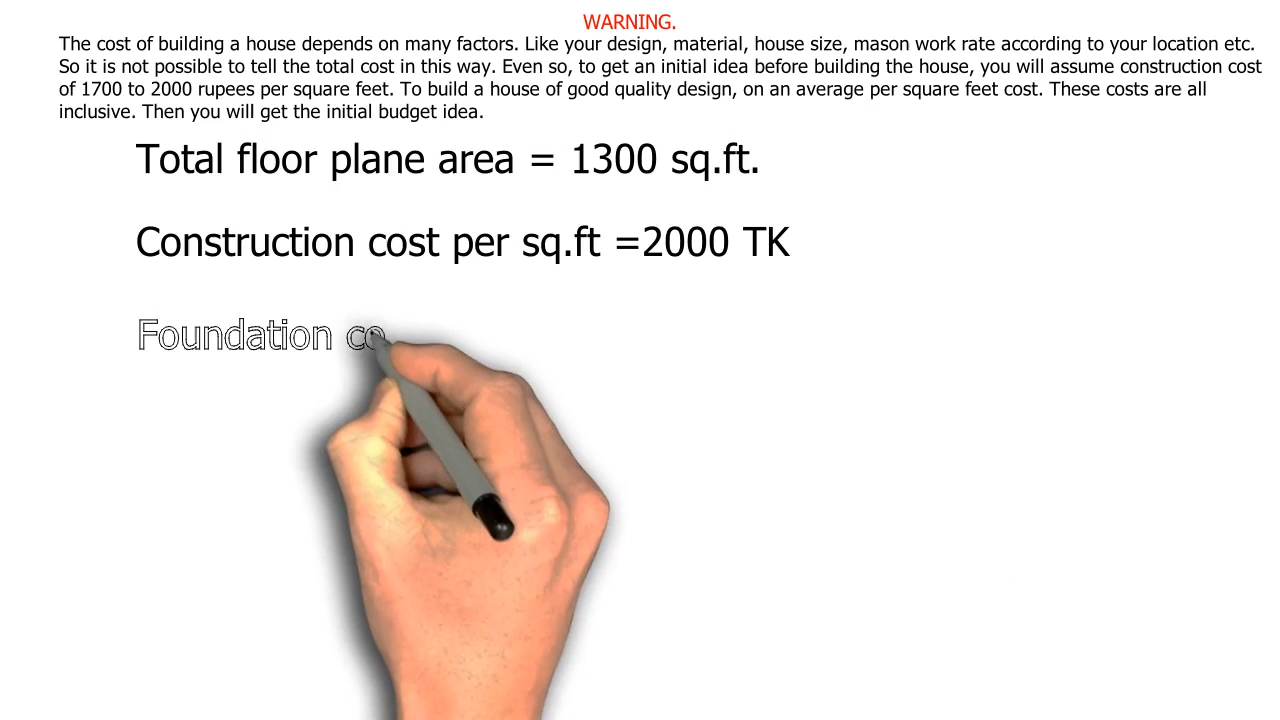 WARNING.
The cost of building a house depends on many factors. Like your design, material, house size, mason work rate according to your location etc.
So it is not possible to tell the total cost in this way. Even so, to get an initial idea before building the house, you will assume construction cost
of 1700 to 2000 rupees per square feet. To build a house of good quality design, on an average per square feet cost. These costs are all
inclusive. Then you will get the initial budget idea.
Total floor plane area = 1300 sq.ft.
Construction cost per sq.ft =2000 TK
Foundation co